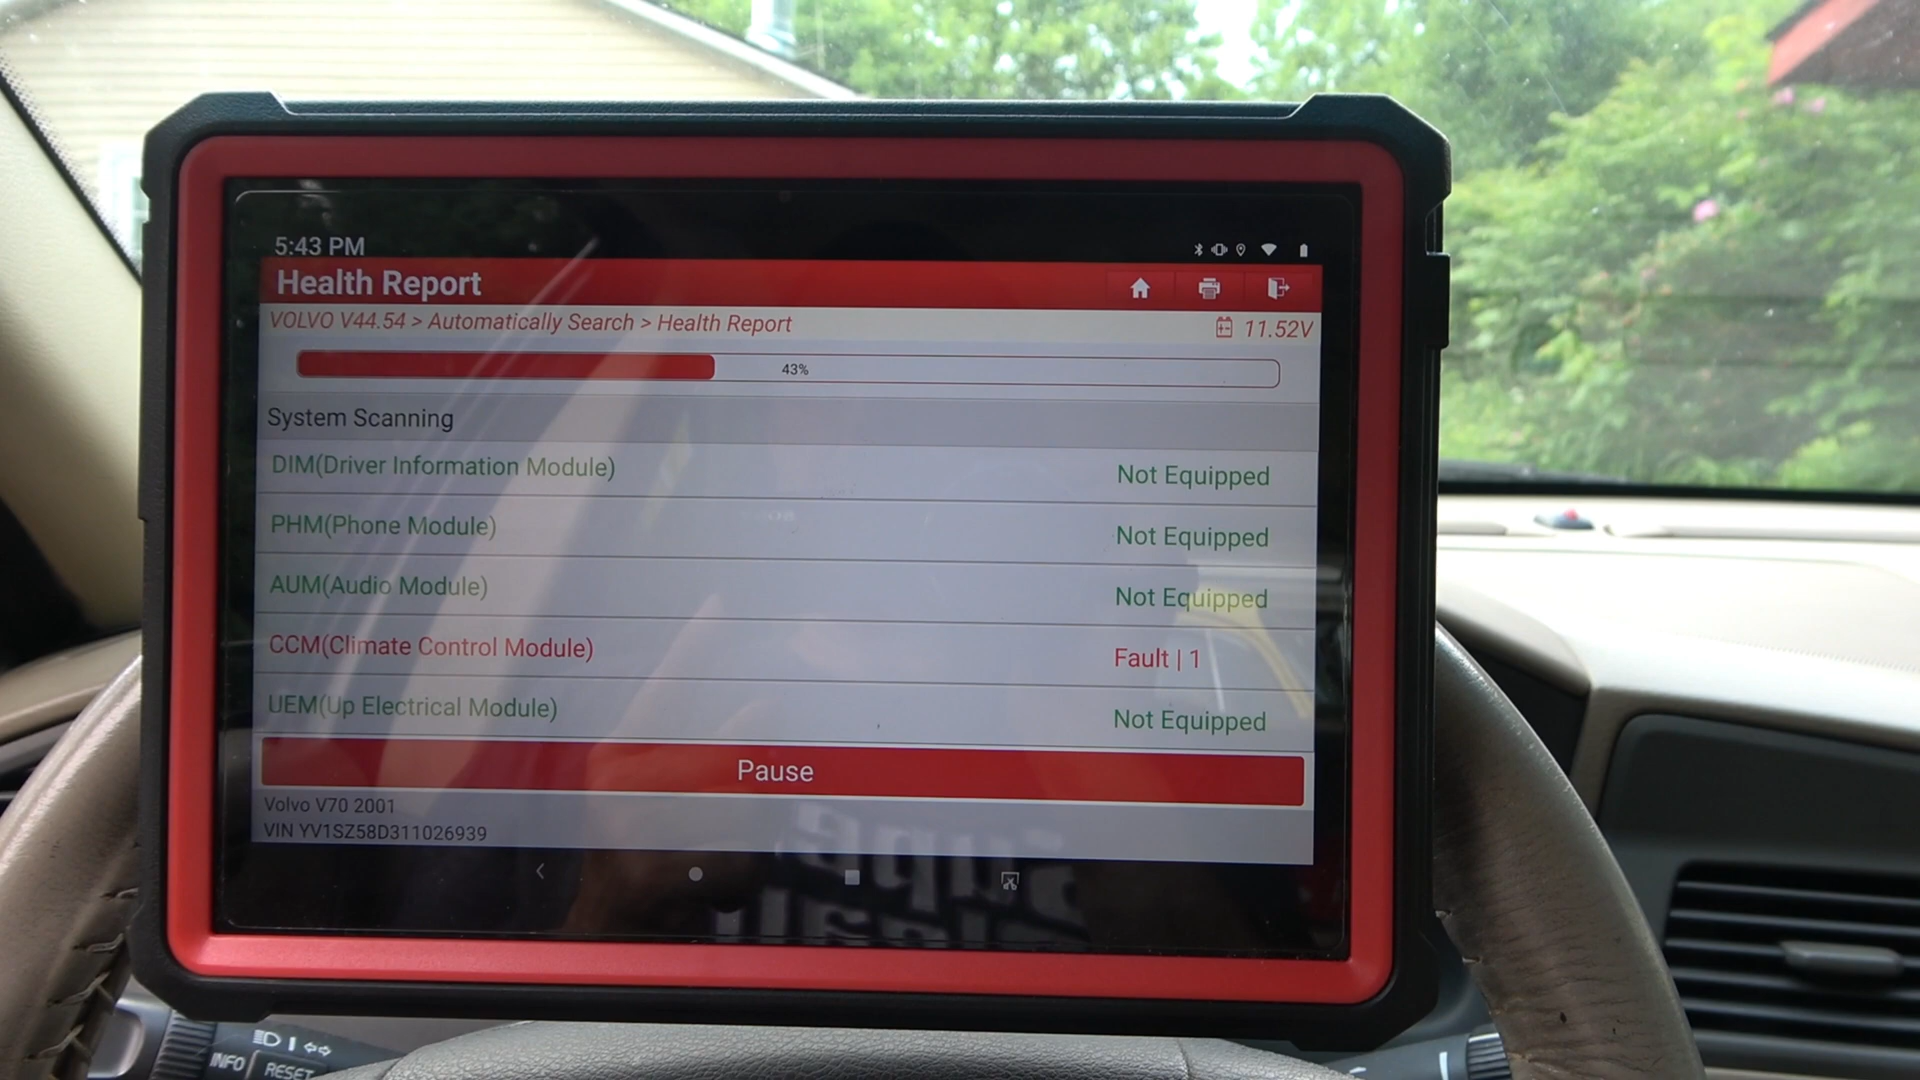 5:43 PM
Health Report
VOLVO V44.54 > Automatically Search > Health Report 11.52V
43%
System Scanning
DIM(Driver Information Module) Not Equipped
PHM(Phone Module) Not Equipped
AUM(Audio Module) Not Equipped
CCM(Climate Control Module) Fault | 1
UEM(Up Electrical Module) Not Equipped
Pause
Volvo V70 2001
VIN YV1SZ58D311026939
INFO RESET